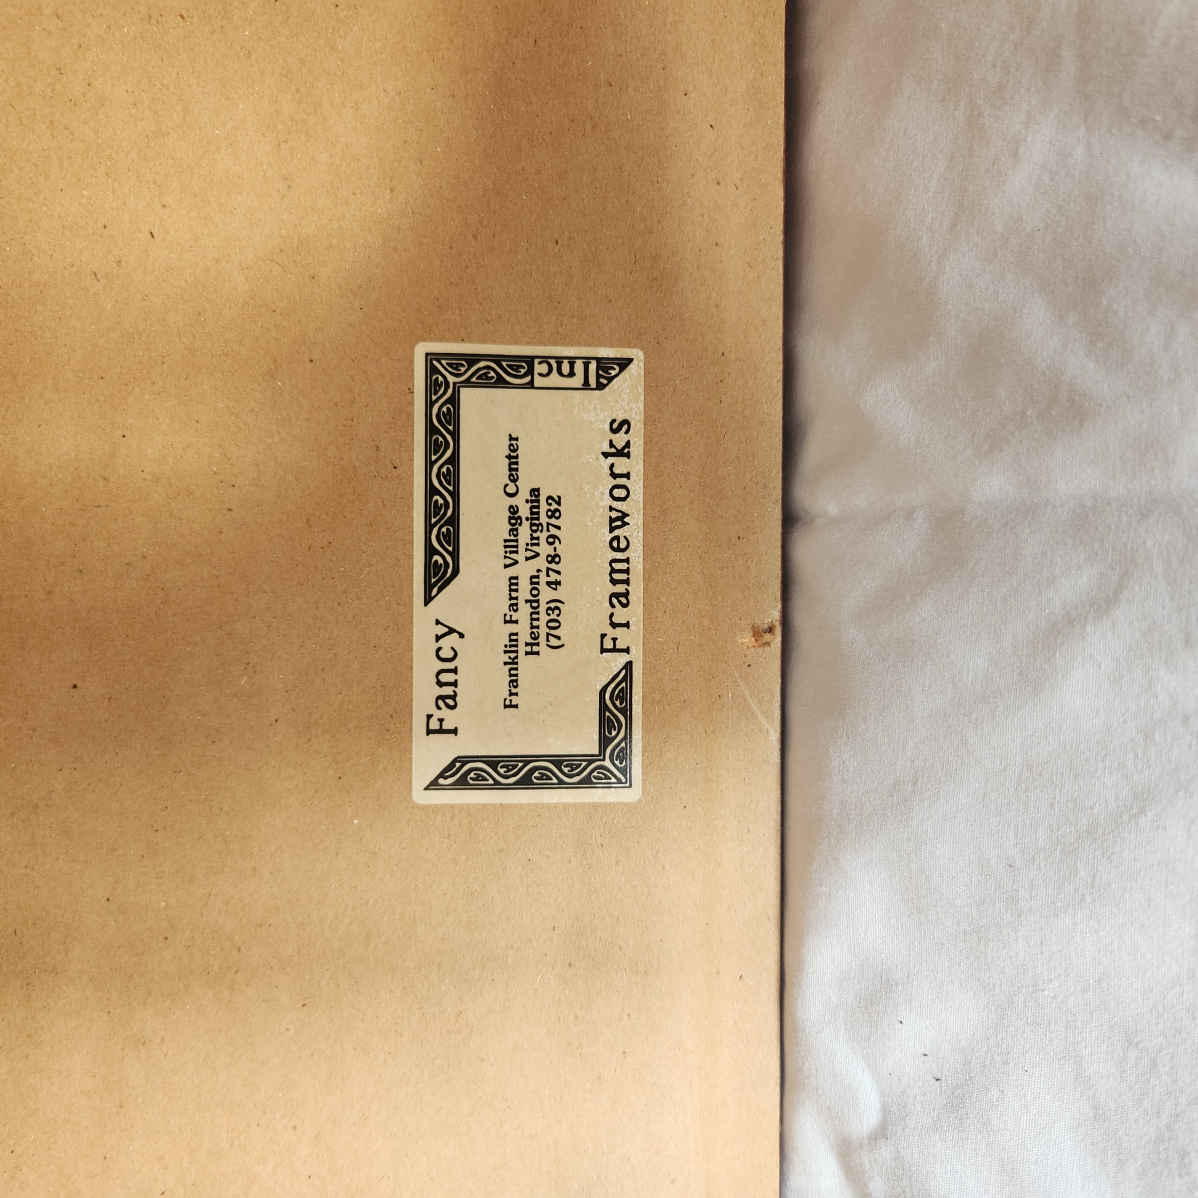 Fancy
Franklin Farm Village Center
Herndon, Virginia
(703) 478-9782
Frameworks
Inc